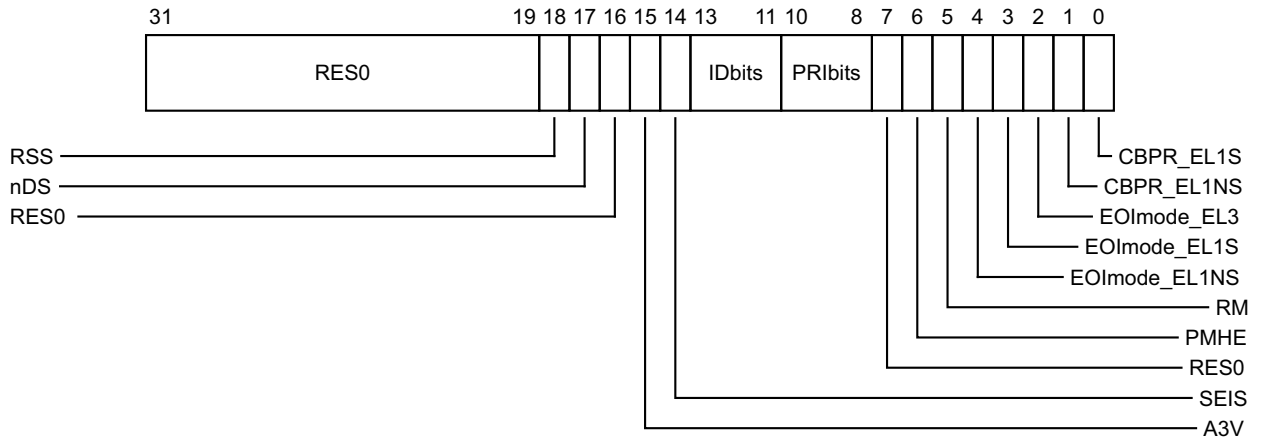 31 19 18 17 16 15 14 13 11 10 8 7 6 5 4 3 2 1 0
RES0 IDbits PRIbits
RSS CBPR_EL1S
nDS CBPR_EL1NS
RES0 EOImode_EL3
EOImode_EL1S
EOImode_EL1NS
RM
PMHE
RES0
SEIS
A3V